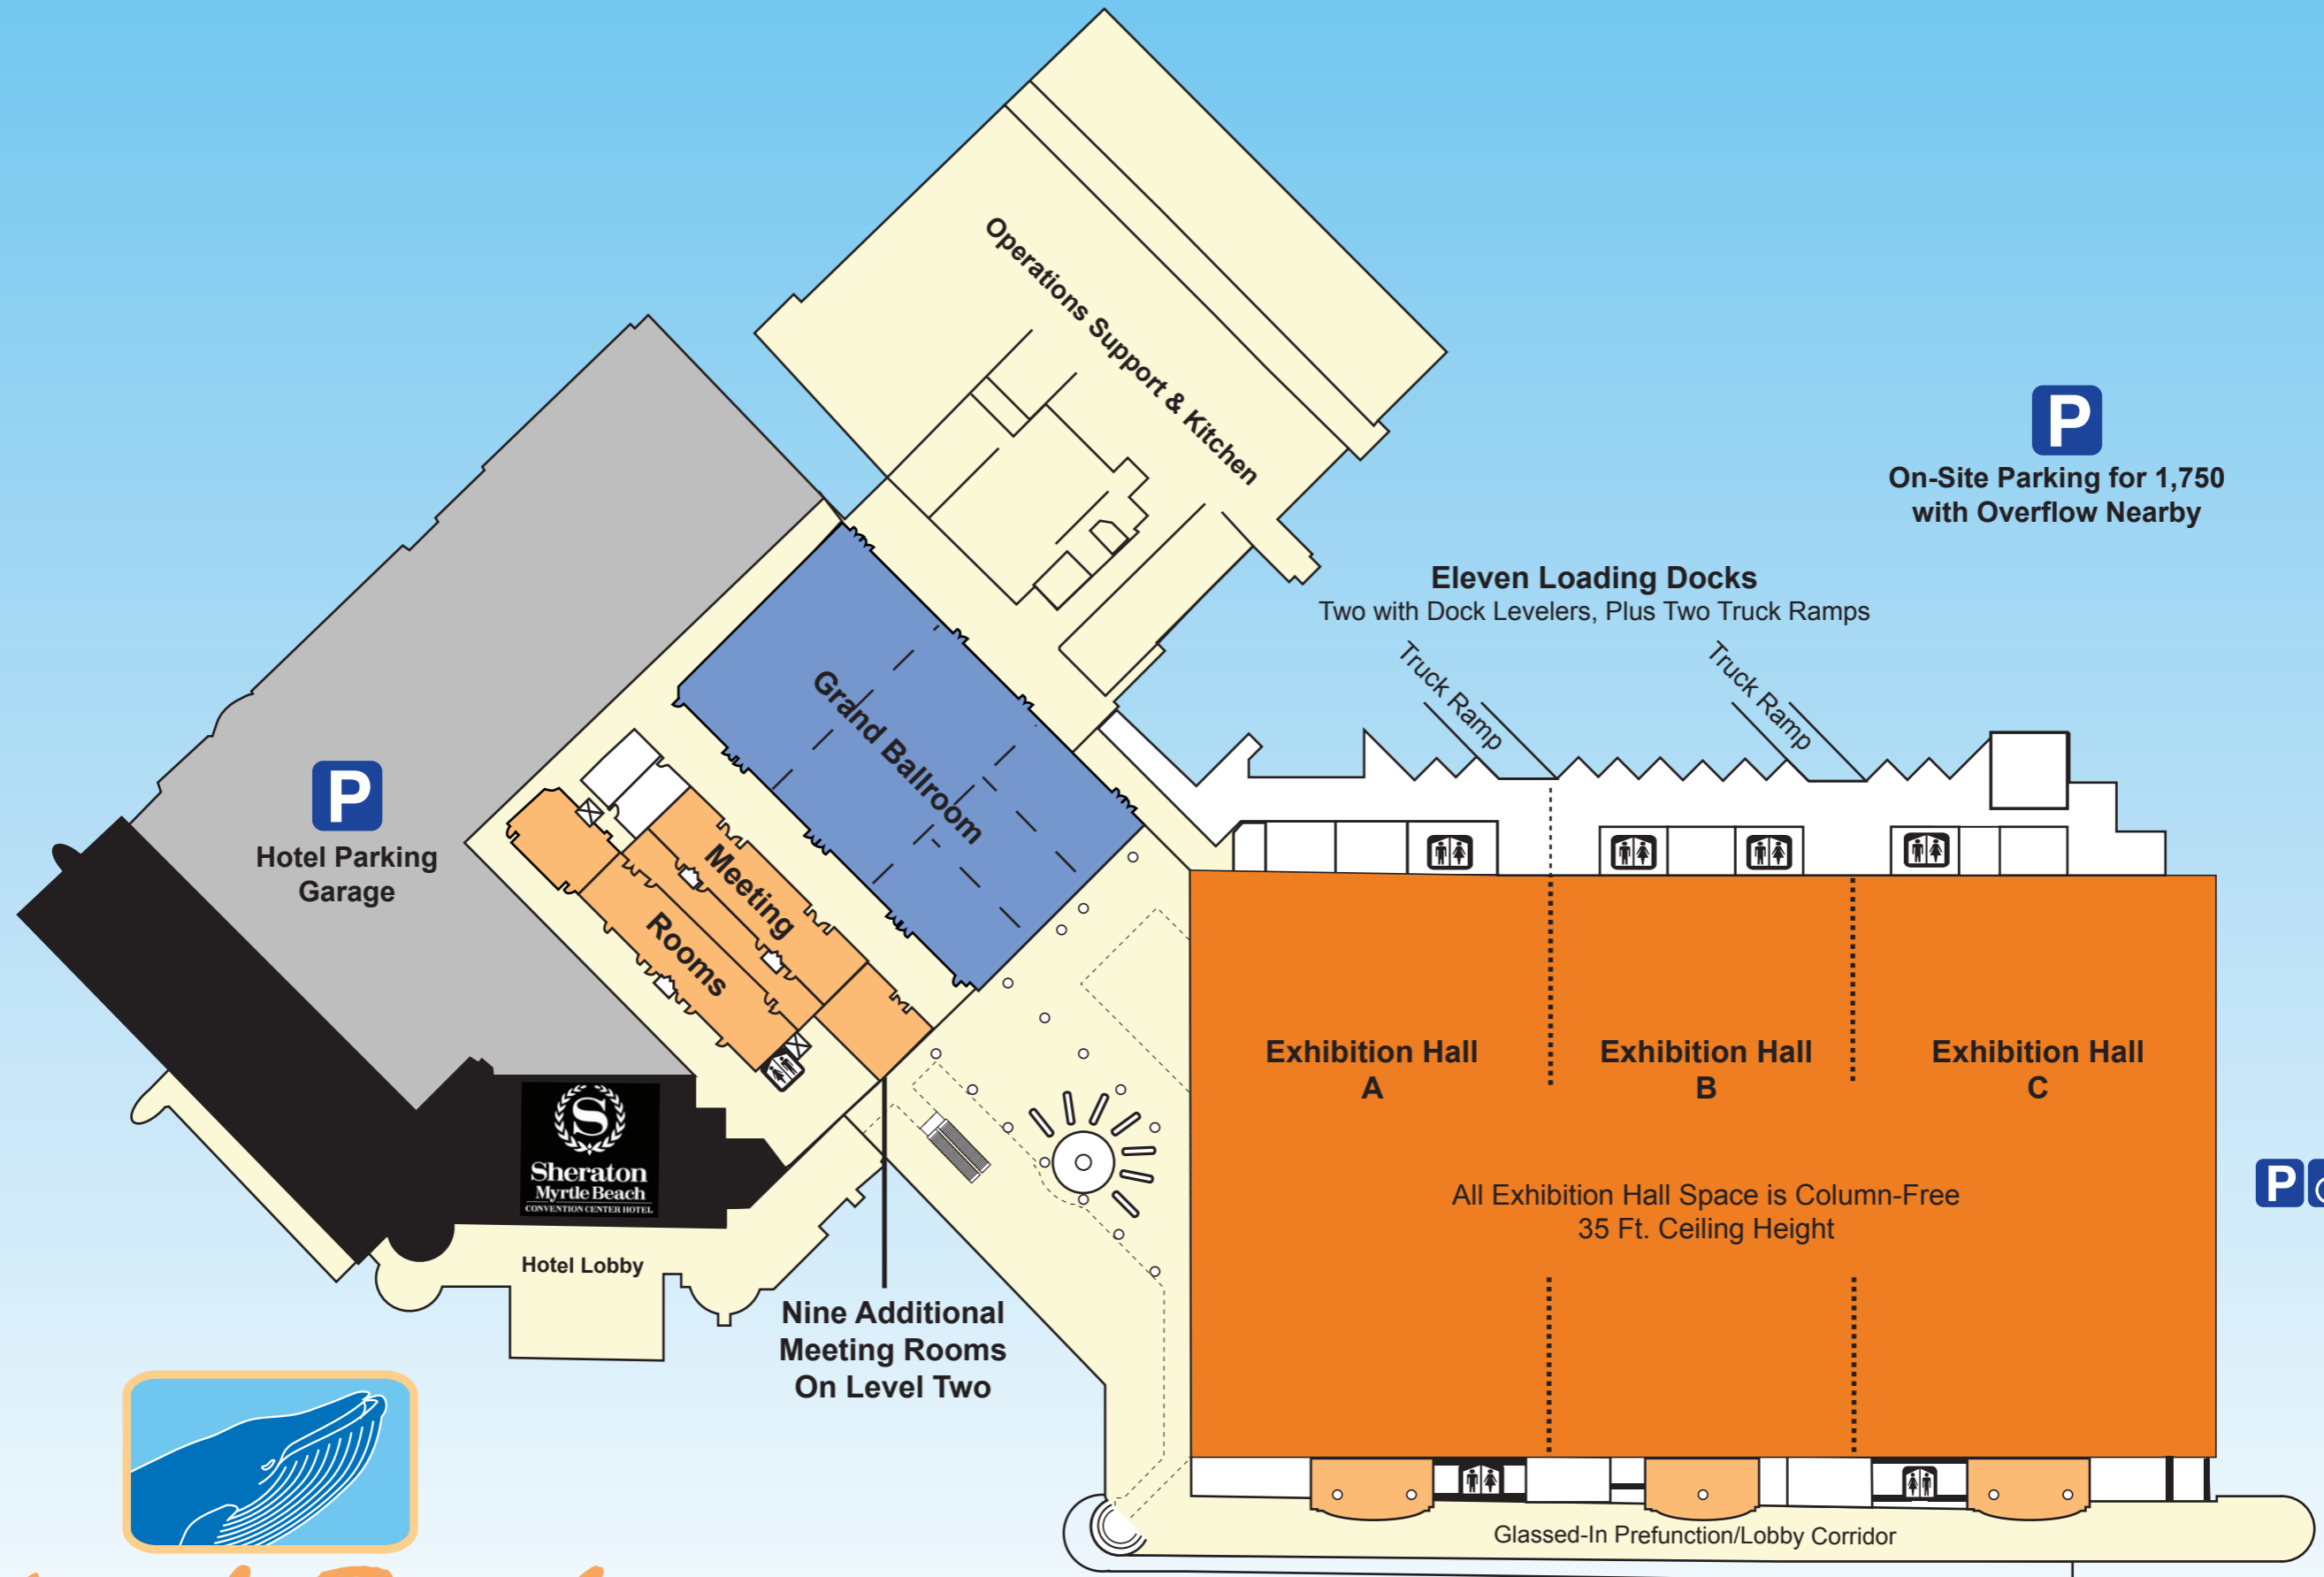 Operations Support & Kitchen
P
On-Site Parking for 1,750
with Overflow Nearby
Eleven Loading Docks
Two with Dock Levelers, Plus Two Truck Ramps
Truck Ramp
Truck Ramp
Grand Ballroom
P
Hotel Parking
Garage
Meeting
Rooms
Exhibition Hall
A
Exhibition Hall
B
Exhibition Hall
C
S
Sheraton
Myrtle Beach
CONVENTION CENTER HOTEL
P
All Exhibition Hall Space is Column-Free
35 Ft. Ceiling Height
Hotel Lobby
Nine Additional
Meeting Rooms
On Level Two
Glassed-In Prefunction/Lobby Corridor